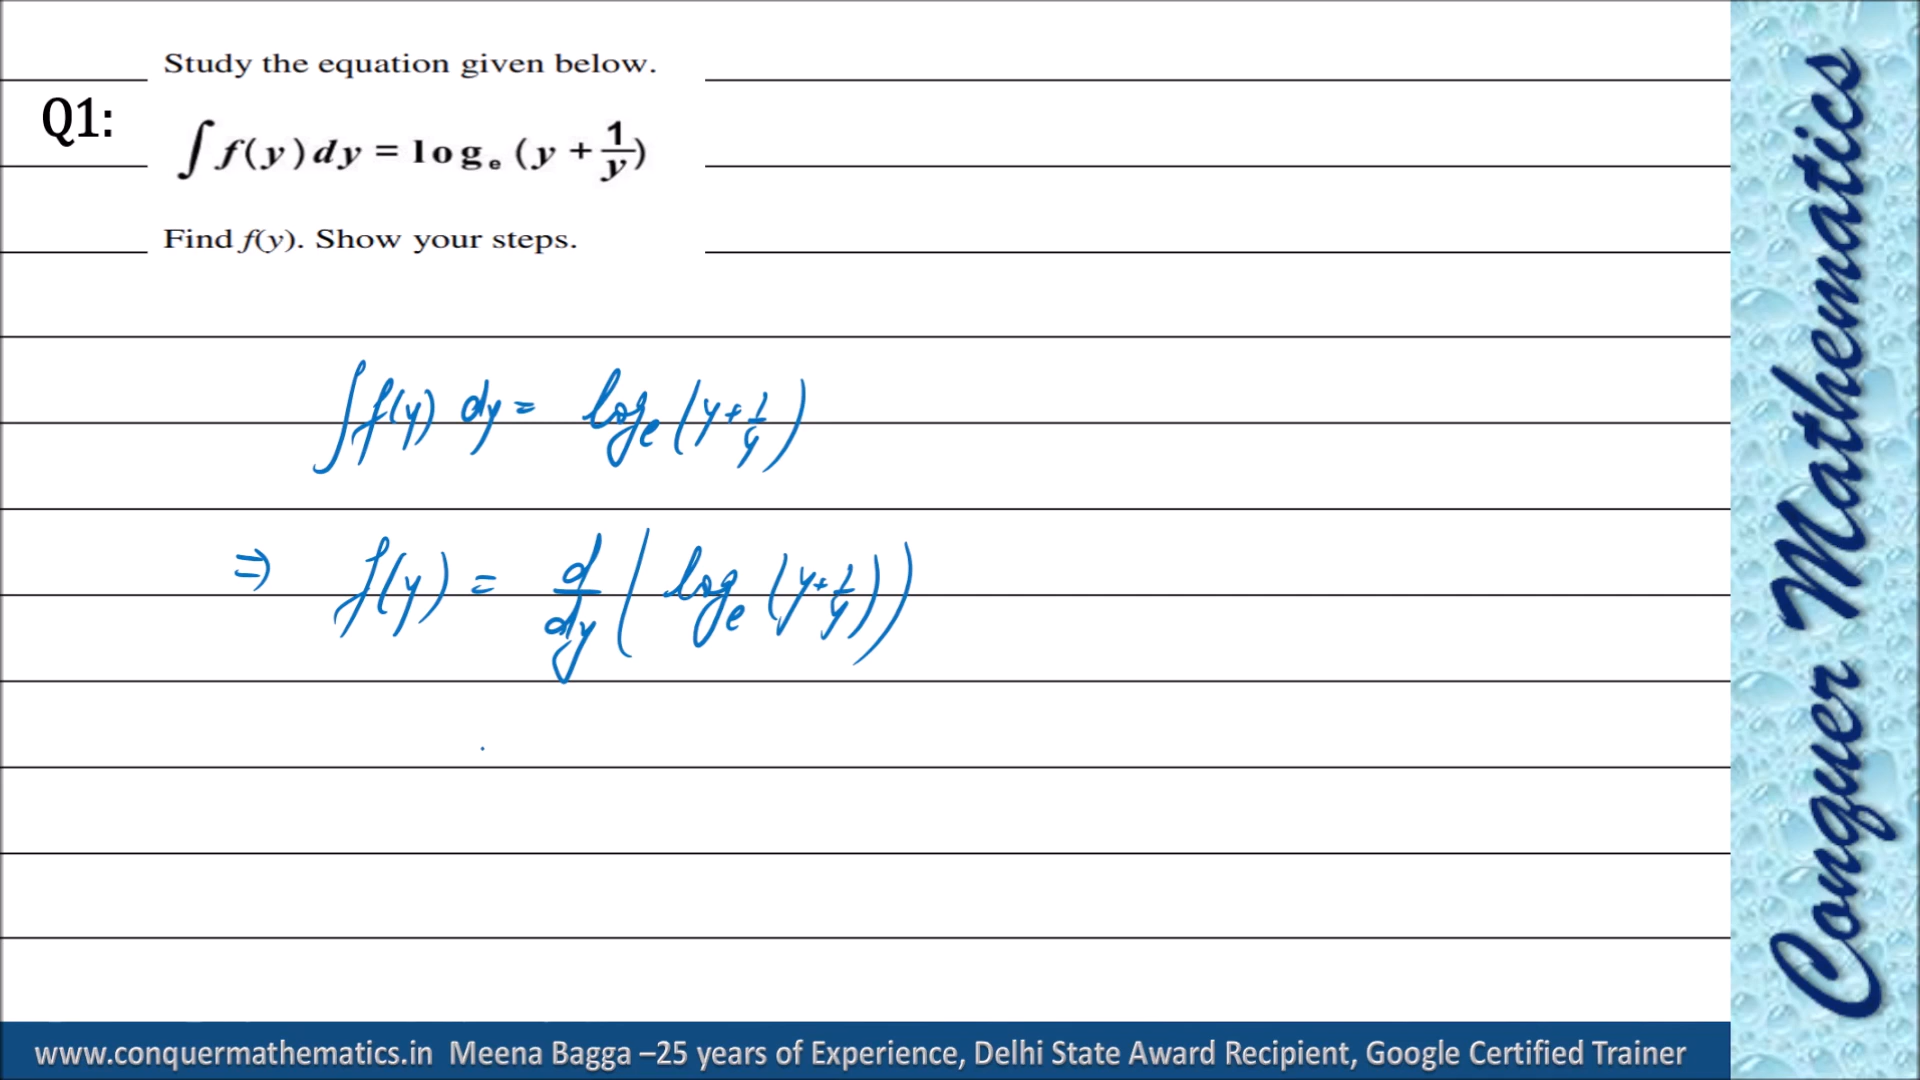 Study the equation given below.
Q1:
∫ f(y) dy = logₑ (y + 1/y)
Find f(y). Show your steps.
∫ f(y) dy = logₑ (y + 1/y)
⇒ f(y) = d/dy ( logₑ (y + 1/y))
Conquer Mathematics
www.conquermathematics.in Meena Bagga –25 years of Experience, Delhi State Award Recipient, Google Certified Trainer